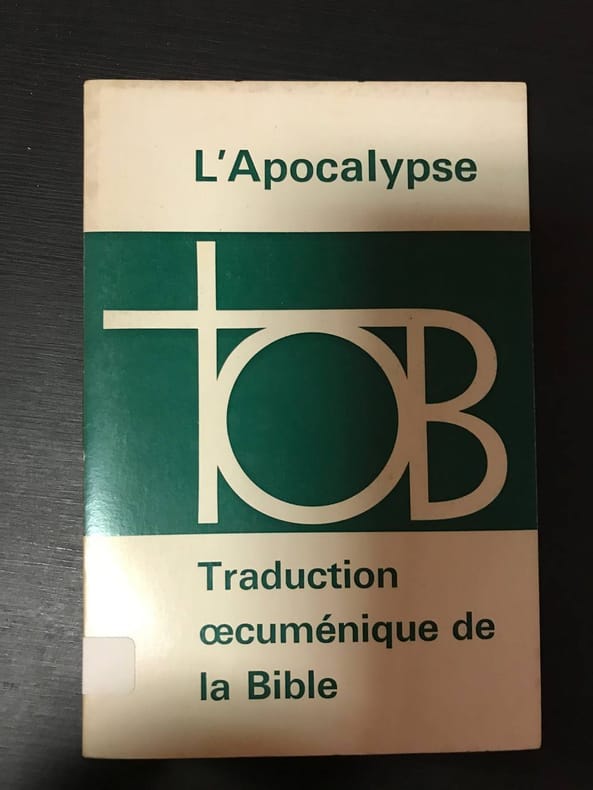 L'Apocalypse
TOB
Traduction
œcuménique de
la Bible